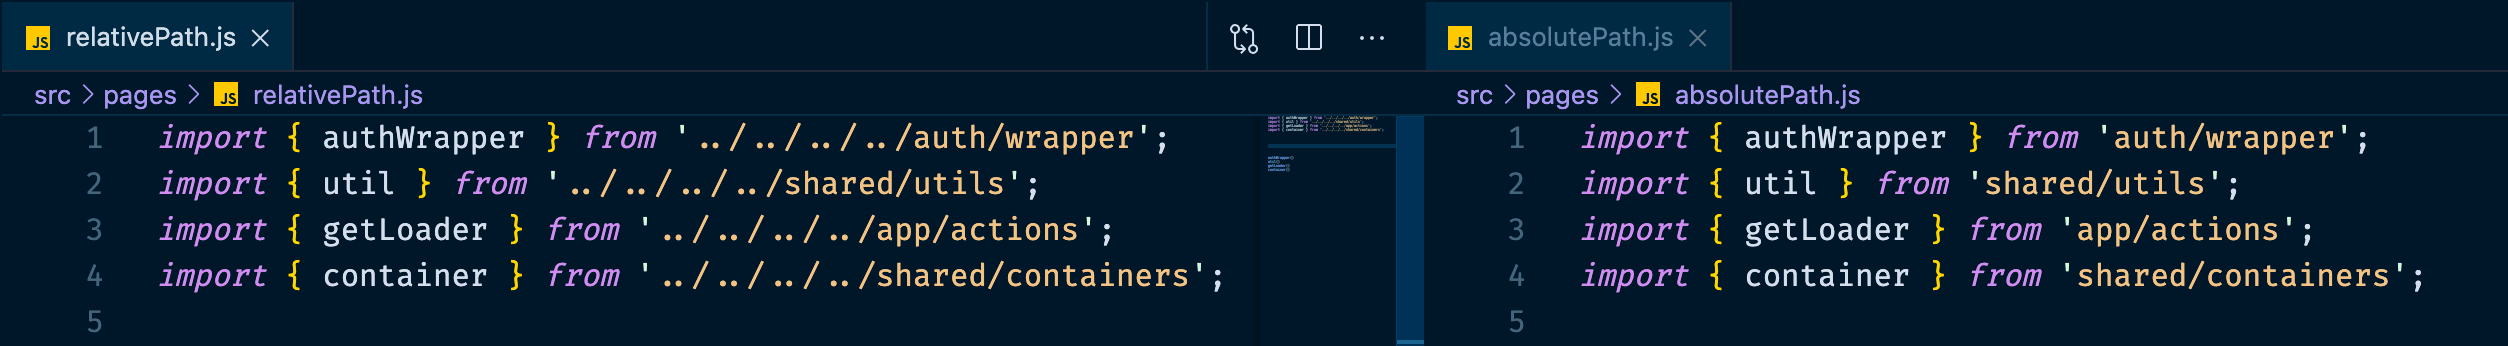 JS relativePath.js
src > pages > JS relativePath.js
1 import { authWrapper } from '../../../../auth/wrapper';
2 import { util } from '../../../../shared/utils';
3 import { getLoader } from '../../../../app/actions';
4 import { container } from '../../../../shared/containers';
5
JS absolutePath.js
src > pages > JS absolutePath.js
1 import { authWrapper } from 'auth/wrapper';
2 import { util } from 'shared/utils';
3 import { getLoader } from 'app/actions';
4 import { container } from 'shared/containers';
5